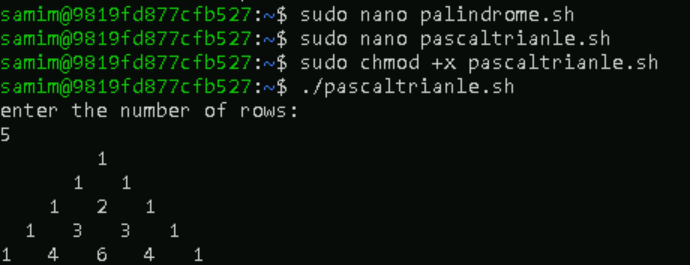 samim@9819fd877cfb527:~$ sudo nano palindrome.sh
samim@9819fd877cfb527:~$ sudo nano pascaltrianle.sh
samim@9819fd877cfb527:~$ sudo chmod +x pascaltrianle.sh
samim@9819fd877cfb527:~$ ./pascaltrianle.sh
enter the number of rows:
5
1
1 1
1 2 1
1 3 3 1
1 4 6 4 1